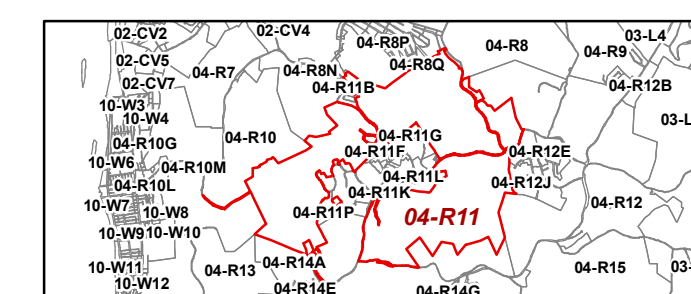 02-CV2
02-CV4
04-R8P
04-R8
03-L4
04-R9
02-CV5
04-R7
04-R8N
04-R8Q
02-CV7
04-R11B
04-R12B
10-W3
10-W4
03-L
04-R10G
04-R10
04-R11G
04-R11F
04-R12E
10-W6
04-R10M
04-R11L
04-R12J
04-R10L
04-R11K
10-W7
10-W8
04-R11P
04-R11
04-R12
10-W9
10-W10
10-W11
04-R13
04-R14A
04-R15
03-
10-W12
04-R14E
04-R14G